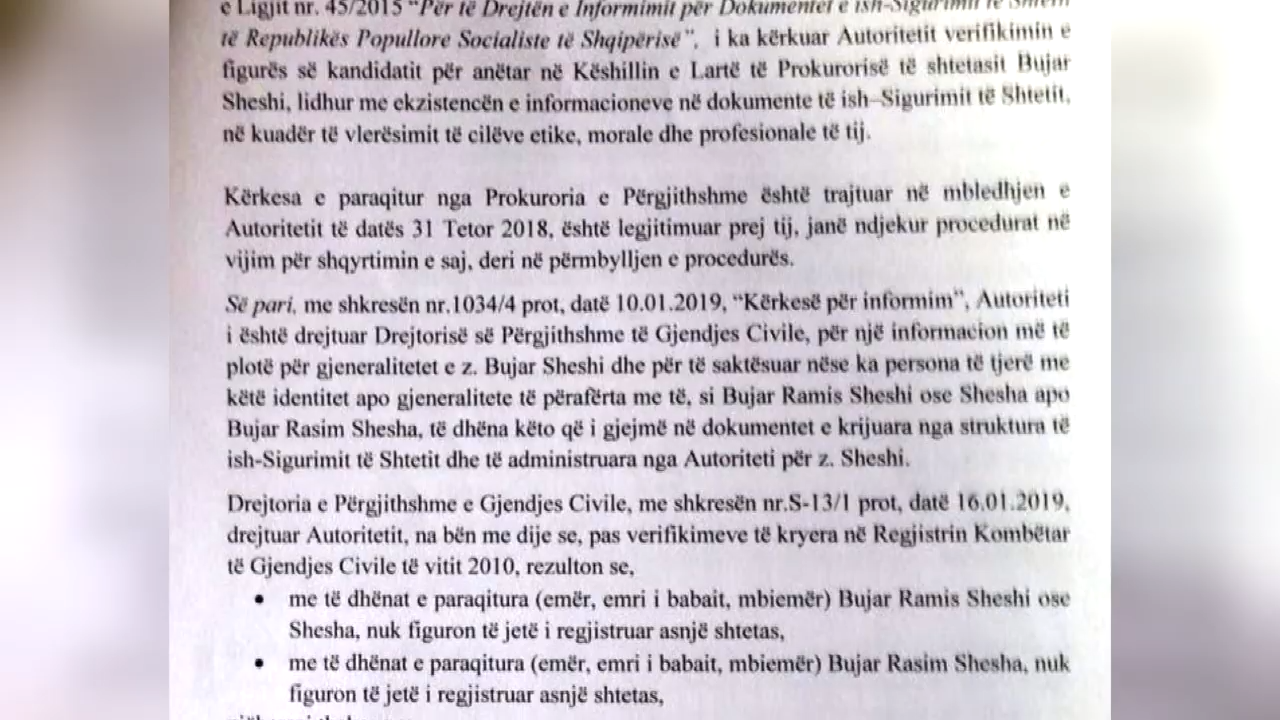 e Ligjit nr. 45/2015 “Për të Drejtën e Informimit për Dokumentet e ish-Sigurimit të Shtetit
të Republikës Popullore Socialiste të Shqipërisë”, i ka kërkuar Autoritetit verifikimin e
figurës së kandidatit për anëtar në Këshillin e Lartë të Prokurorisë të shtetasit Bujar
Sheshi, lidhur me ekzistencën e informacioneve në dokumente të ish–Sigurimit të Shtetit,
në kuadër të vlerësimit të cilëve etike, morale dhe profesionale të tij.
Kërkesa e paraqitur nga Prokuroria e Përgjithshme është trajtuar në mbledhjen e
Autoritetit të datës 31 Tetor 2018, është legjitimuar prej tij, janë ndjekur procedurat në
vijim për shqyrtimin e saj, deri në përmbylljen e procedurës.
Së pari, me shkresën nr.1034/4 prot, datë 10.01.2019, “Kërkesë për informim”, Autoriteti
i është drejtuar Drejtorisë së Përgjithshme të Gjendjes Civile, për një informacion më të
plotë për gjeneralitetet e z. Bujar Sheshi dhe për të saktësuar nëse ka persona të tjerë me
këtë identitet apo gjeneralitete të përafërta me të, si Bujar Ramis Sheshi ose Shesha apo
Bujar Rasim Shesha, të dhëna këto që i gjejmë në dokumentet e krijuara nga struktura të
ish-Sigurimit të Shtetit dhe të administruara nga Autoriteti për z. Sheshi.
Drejtoria e Përgjithshme e Gjendjes Civile, me shkresën nr.S-13/1 prot, datë 16.01.2019,
drejtuar Autoritetit, na bën me dije se, pas verifikimeve të kryera në Regjistrin Kombëtar
të Gjendjes Civile të vitit 2010, rezulton se,
• me të dhënat e paraqitura (emër, emri i babait, mbiemër) Bujar Ramis Sheshi ose
Shesha, nuk figuron të jetë i regjistruar asnjë shtetas,
• me të dhënat e paraqitura (emër, emri i babait, mbiemër) Bujar Rasim Shesha, nuk
figuron të jetë i regjistruar asnjë shtetas,